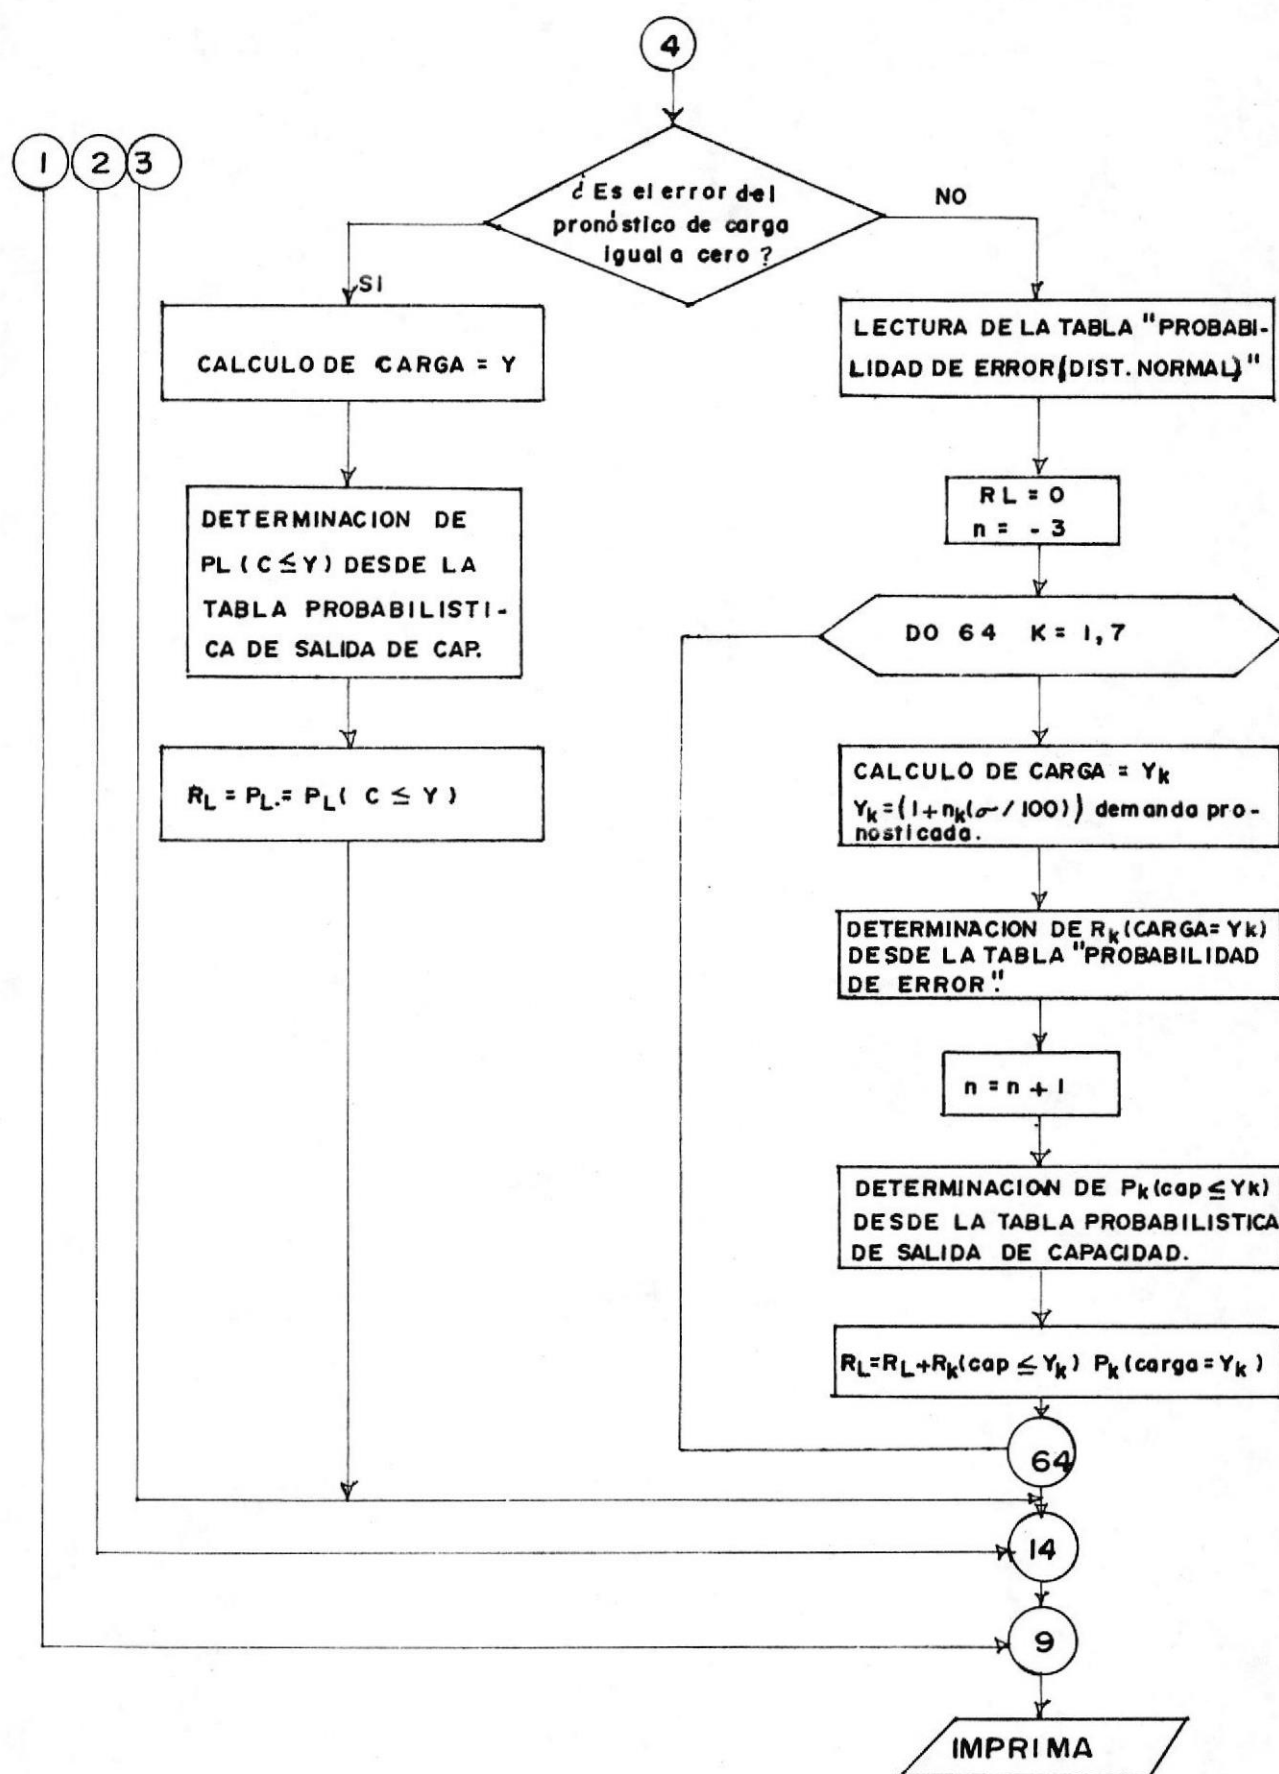 4
1
2
3
¿ Es el error del
pronóstico de carga
igual a cero ?
NO
SI
CALCULO DE CARGA = Y
DETERMINACION DE
PL ( C ≤ Y ) DESDE LA
TABLA PROBABILISTI-
CA DE SALIDA DE CAP.
RL = PL. = PL ( C ≤ Y )
LECTURA DE LA TABLA "PROBABI-
LIDAD DE ERROR (DIST. NORMAL)"
RL = 0
n = - 3
DO 64 K = 1, 7
CALCULO DE CARGA = Yk
Yk = (1 + nk (σ / 100)) demanda pro-
nosticada.
DETERMINACION DE Rk (CARGA= Yk)
DESDE LA TABLA "PROBABILIDAD
DE ERROR".
n = n + 1
DETERMINACION DE Pk (cap ≤ Yk)
DESDE LA TABLA PROBABILISTICA
DE SALIDA DE CAPACIDAD.
RL = RL + Rk (cap ≤ Yk) Pk (carga = Yk)
64
14
9
IMPRIMA